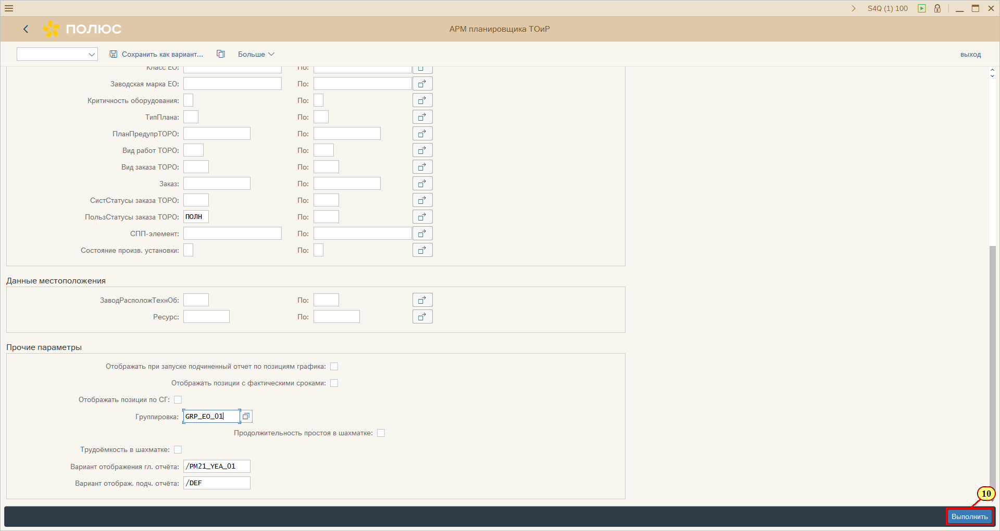 S4Q (1) 100
ПОЛЮС
АРМ планировщика ТОиР
Сохранить как вариант...
Больше
выход
Класс ЕО: По:
Заводская марка ЕО: По:
Критичность оборудования: По:
ТипПлана: По:
ПланПредупрТОРО: По:
Вид работ ТОРО: По:
Вид заказа ТОРО: По:
Заказ: По:
СистСтатусы заказа ТОРО: По:
ПользСтатусы заказа ТОРО: ПОЛН По:
СПП-элемент: По:
Состояние произв. установки: По:
Данные местоположения
ЗаводРасположТехнОб: По:
Ресурс: По:
Прочие параметры
Отображать при запуске подчиненный отчет по позициям графика:
Отображать позиции с фактическими сроками:
Отображать позиции по СГ:
Группировка: GRP_EO_01
Продолжительность простоя в шахматке:
Трудоёмкость в шахматке:
Вариант отображения гл. отчёта: /PM21_YEA_01
Вариант отображ. подч. отчёта: /DEF
10
Выполнить